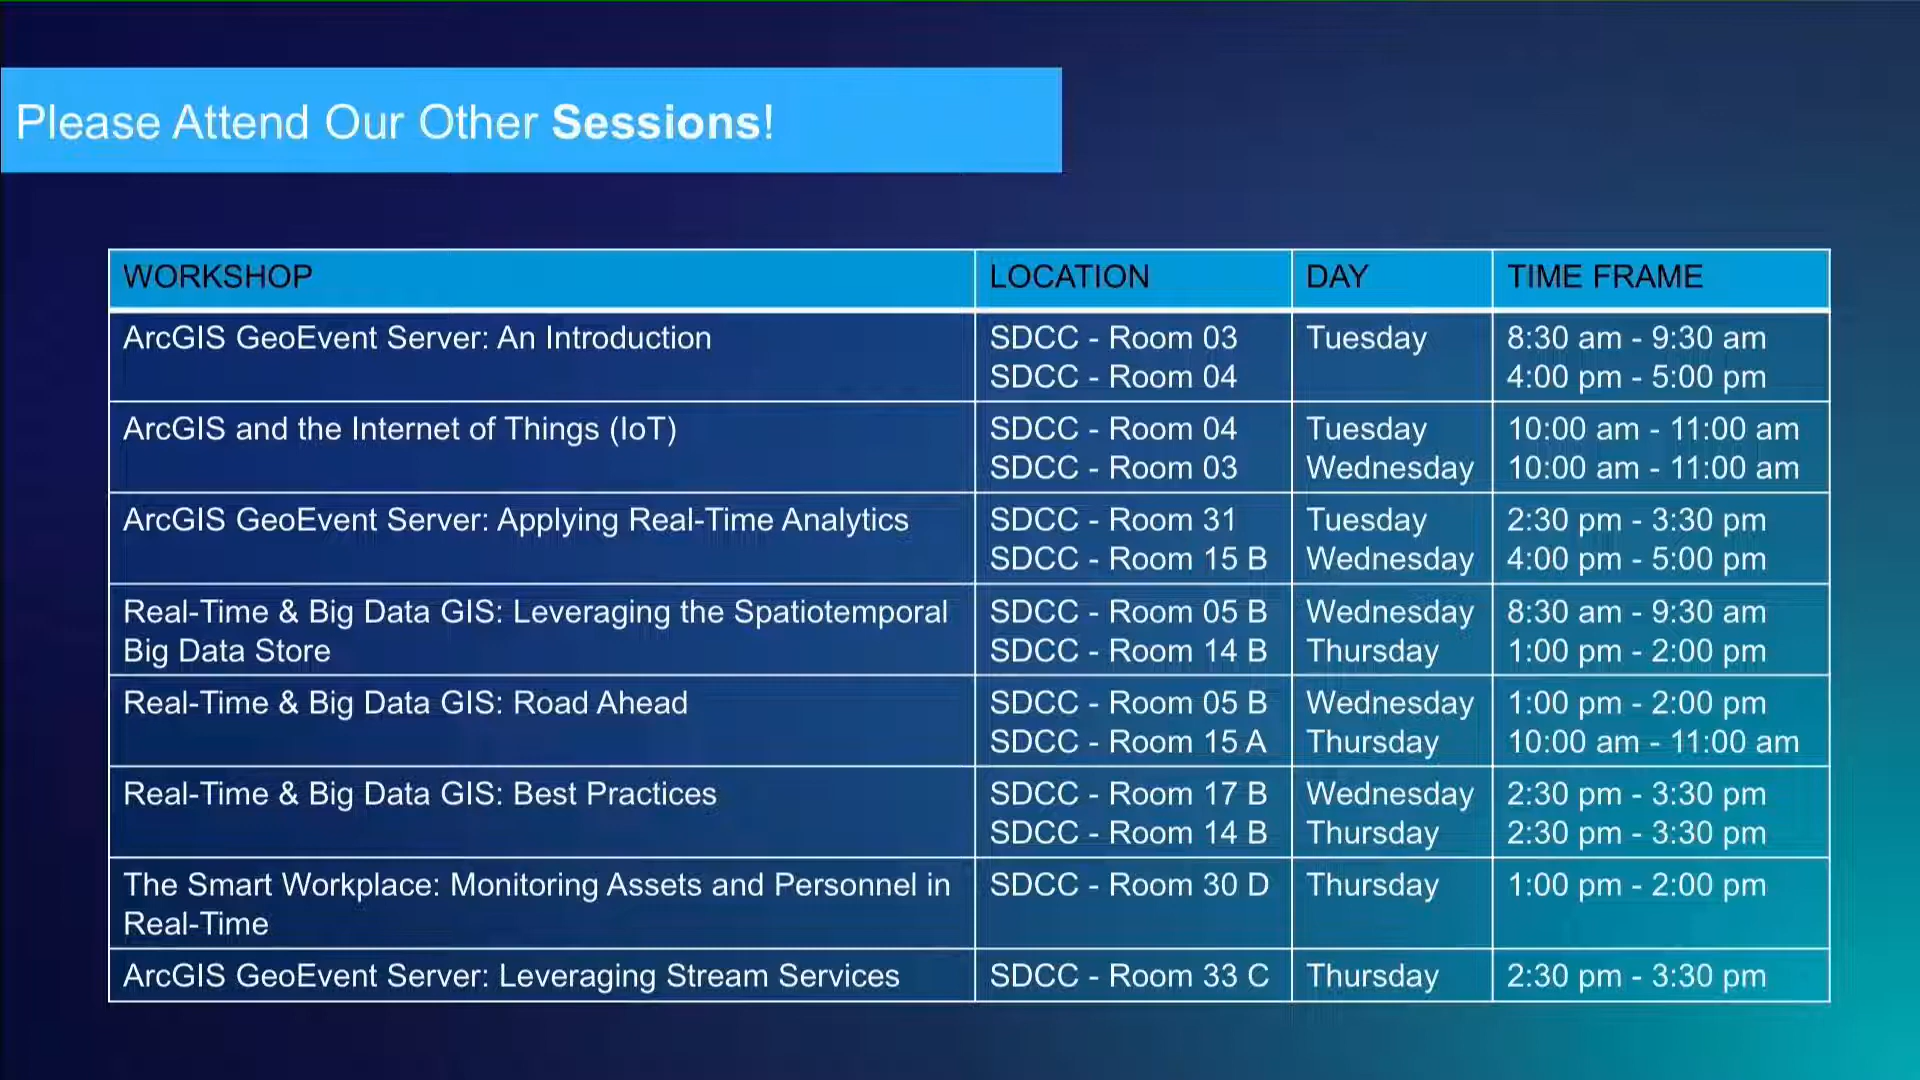 Please Attend Our Other Sessions!
WORKSHOP LOCATION DAY TIME FRAME
ArcGIS GeoEvent Server: An Introduction SDCC - Room 03 Tuesday 8:30 am - 9:30 am
SDCC - Room 04 4:00 pm - 5:00 pm
ArcGIS and the Internet of Things (IoT) SDCC - Room 04 Tuesday 10:00 am - 11:00 am
SDCC - Room 03 Wednesday 10:00 am - 11:00 am
ArcGIS GeoEvent Server: Applying Real-Time Analytics SDCC - Room 31 Tuesday 2:30 pm - 3:30 pm
SDCC - Room 15 B Wednesday 4:00 pm - 5:00 pm
Real-Time & Big Data GIS: Leveraging the Spatiotemporal SDCC - Room 05 B Wednesday 8:30 am - 9:30 am
Big Data Store SDCC - Room 14 B Thursday 1:00 pm - 2:00 pm
Real-Time & Big Data GIS: Road Ahead SDCC - Room 05 B Wednesday 1:00 pm - 2:00 pm
SDCC - Room 15 A Thursday 10:00 am - 11:00 am
Real-Time & Big Data GIS: Best Practices SDCC - Room 17 B Wednesday 2:30 pm - 3:30 pm
SDCC - Room 14 B Thursday 2:30 pm - 3:30 pm
The Smart Workplace: Monitoring Assets and Personnel in SDCC - Room 30 D Thursday 1:00 pm - 2:00 pm
Real-Time
ArcGIS GeoEvent Server: Leveraging Stream Services SDCC - Room 33 C Thursday 2:30 pm - 3:30 pm